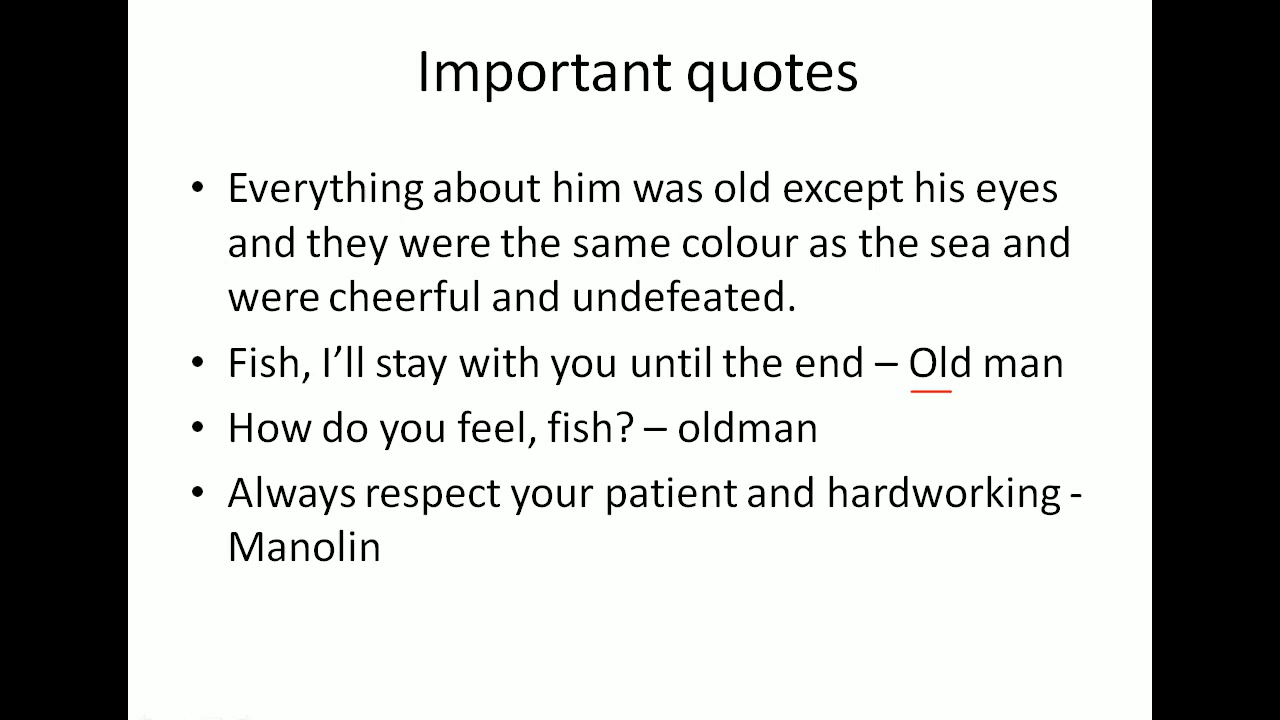 Important quotes
• Everything about him was old except his eyes
and they were the same colour as the sea and
were cheerful and undefeated.
• Fish, I’ll stay with you until the end – Old man
• How do you feel, fish? – oldman
• Always respect your patient and hardworking -
Manolin